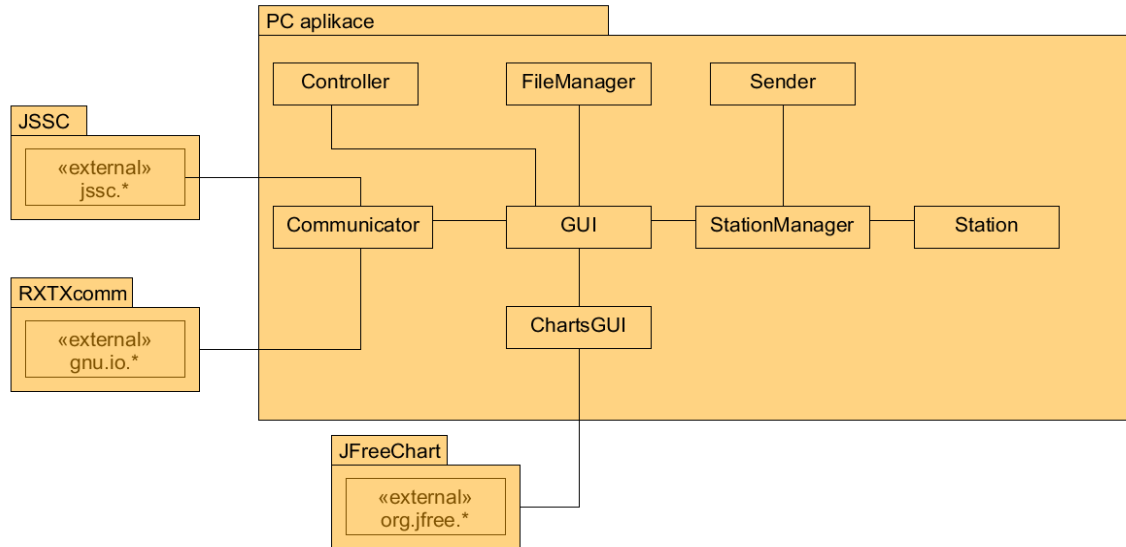 PC aplikace
Controller
FileManager
Sender
JSSC
«external»
jssc.*
Communicator
GUI
StationManager
Station
RXTXcomm
«external»
gnu.io.*
ChartsGUI
JFreeChart
«external»
org.jfree.*